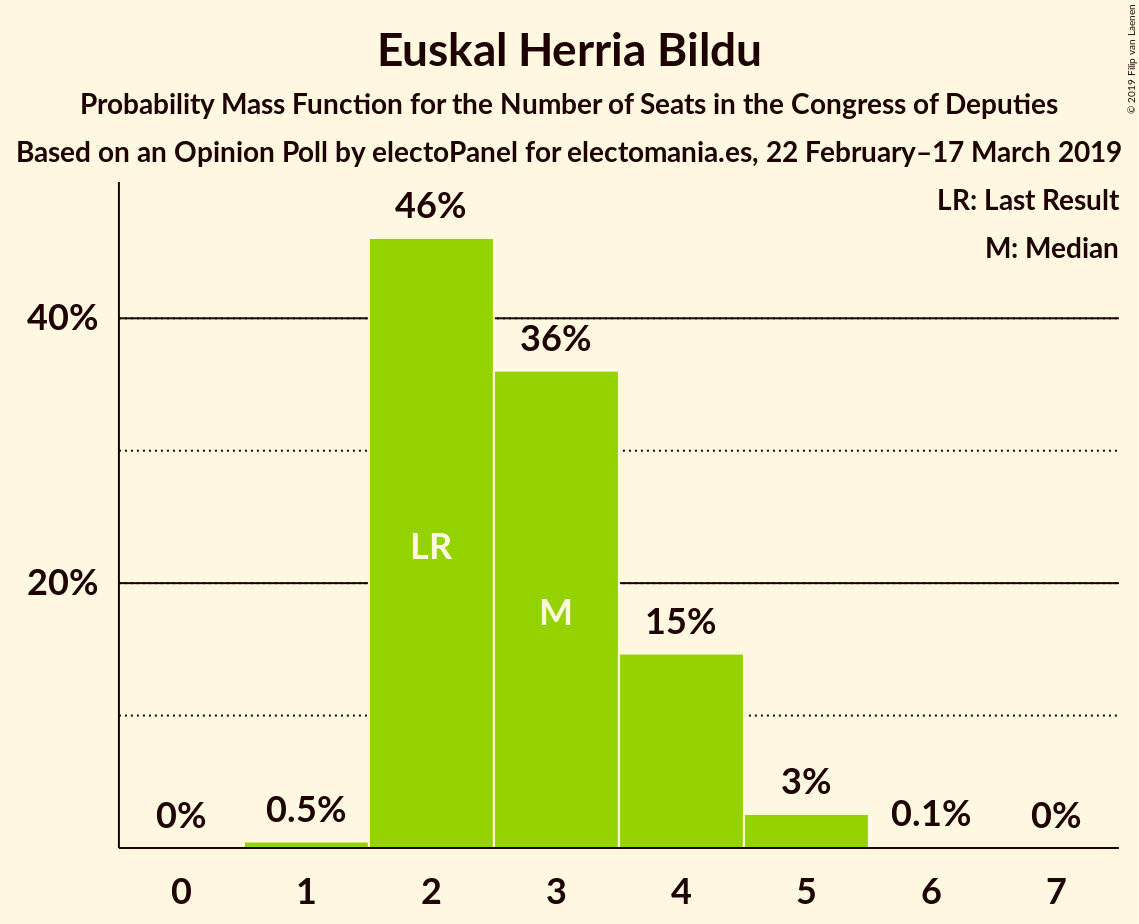 Euskal Herria Bildu
Probability Mass Function for the Number of Seats in the Congress of Deputies
Based on an Opinion Poll by electoPanel for electomania.es, 22 February–17 March 2019
© 2019 Filip van Laenen
LR: Last Result
M: Median
46%
40%
36%
LR
20%
M
15%
0%
0.5%
3%
0.1%
0%
0 1 2 3 4 5 6 7